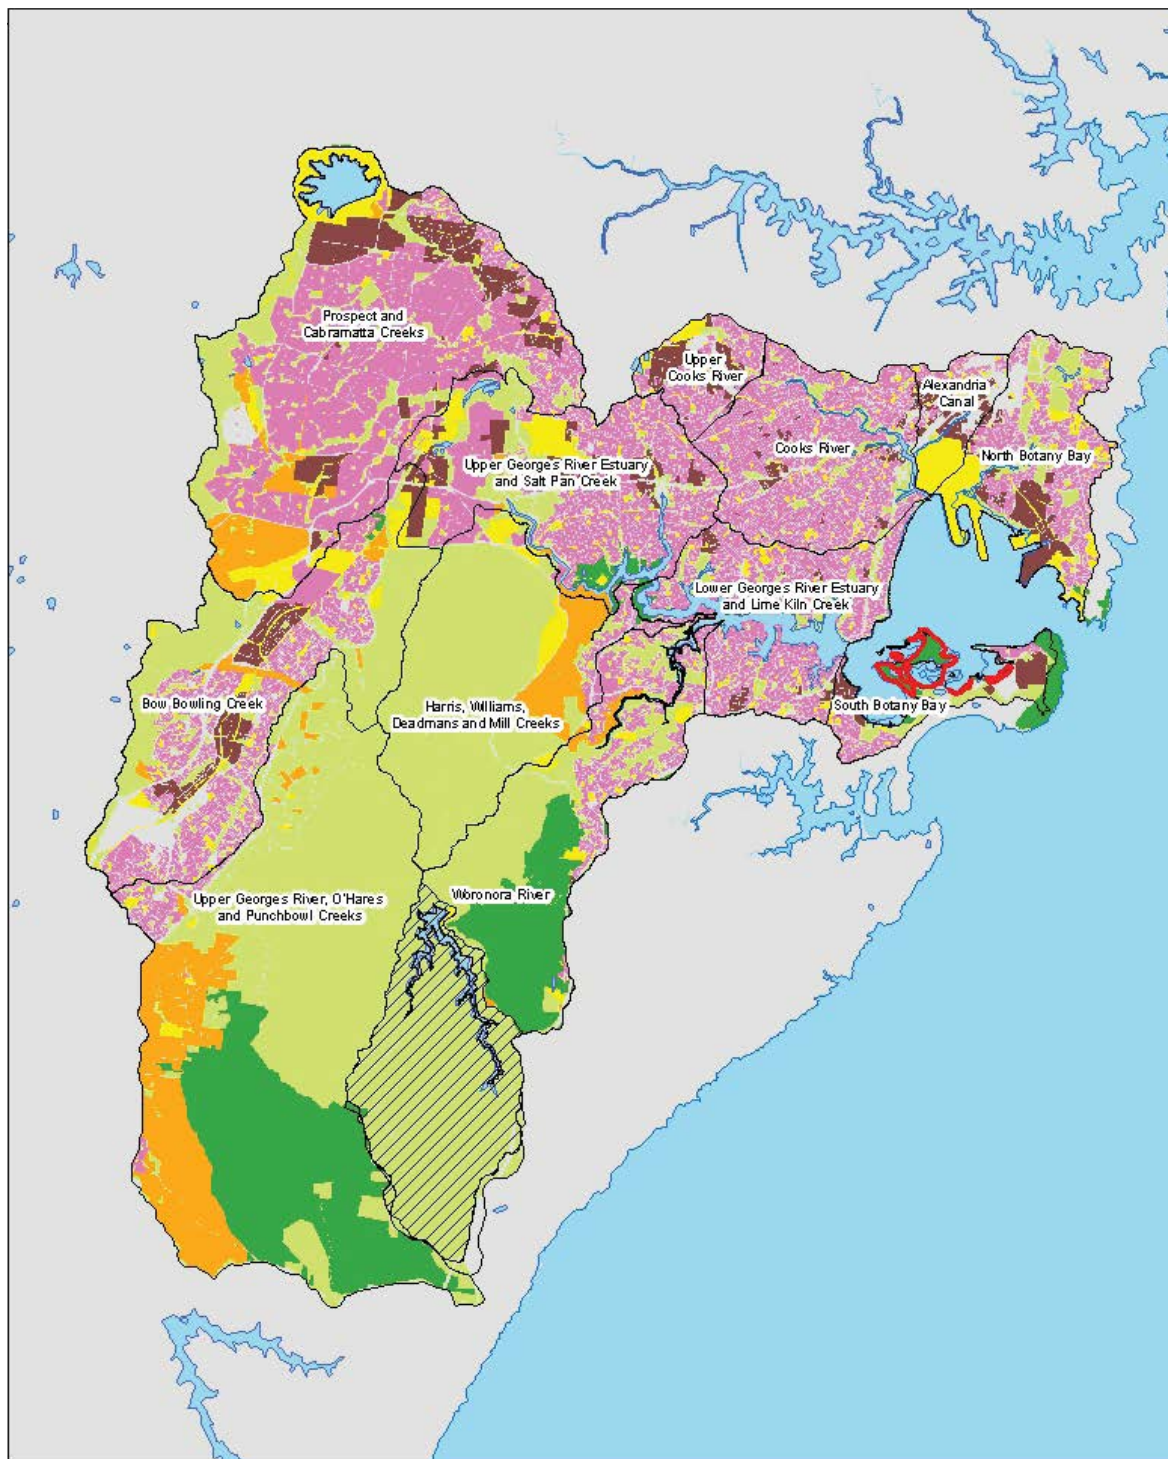 Prospect and
Cabramatta Creeks
Upper
Cooks River
Alexandria
Canal
Cooks River
North Botany Bay
Upper Georges River Estuary
and Salt Pan Creek
Lower Georges River Estuary
and Lime Kiln Creek
Bow Bowling Creek
Harris, Williams,
Deadmans and Mill Creeks
South Botany Bay
Upper Georges River, O'Hares
and Punchbowl Creeks
Woronora River